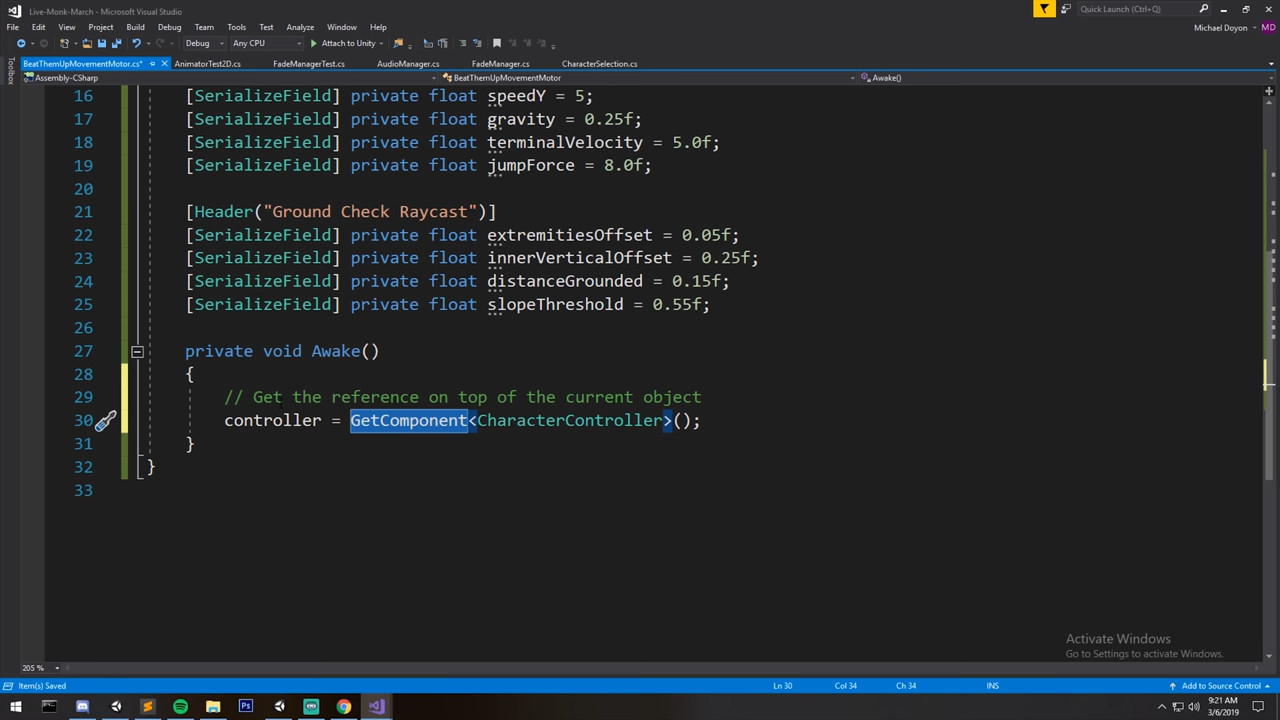 Live-Monk-March - Microsoft Visual Studio
Quick Launch (Ctrl+Q)
File Edit View Project Build Debug Team Tools Test Analyze Window Help
Michael Doyon MD
Debug Any CPU Attach to Unity
BeatThemUpMovementMotor.cs* AnimatorTest2D.cs FadeManagerTest.cs AudioManager.cs FadeManager.cs CharacterSelection.cs
Toolbox
Assembly-CSharp BeatThemUpMovementMotor Awake()
16 [SerializeField] private float speedY = 5;
17 [SerializeField] private float gravity = 0.25f;
18 [SerializeField] private float terminalVelocity = 5.0f;
19 [SerializeField] private float jumpForce = 8.0f;
20
21 [Header("Ground Check Raycast")]
22 [SerializeField] private float extremitiesOffset = 0.05f;
23 [SerializeField] private float innerVerticalOffset = 0.25f;
24 [SerializeField] private float distanceGrounded = 0.15f;
25 [SerializeField] private float slopeThreshold = 0.55f;
26
27 private void Awake()
28 {
29 // Get the reference on top of the current object
30 controller = GetComponent<CharacterController>();
31 }
32 }
33
Activate Windows
Go to Settings to activate Windows.
205 %
Item(s) Saved Ln 30 Col 34 Ch 34 INS Add to Source Control
9:21 AM
3/6/2019